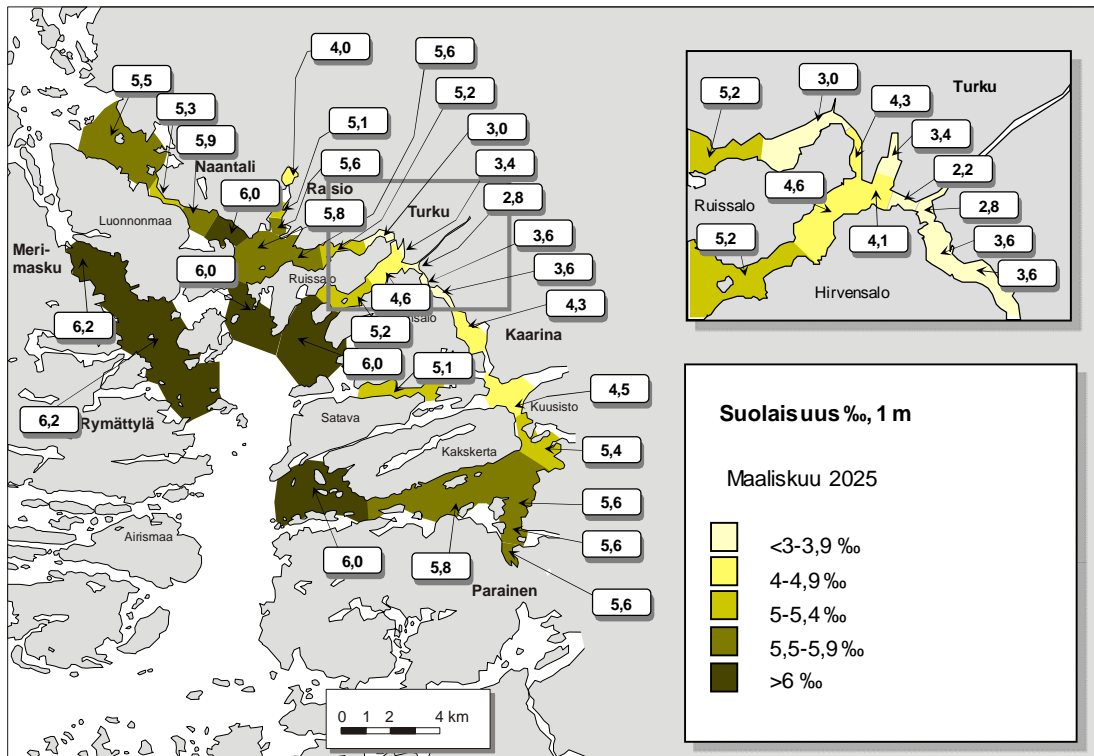 4,0
5,6
5,5
5,2
5,3
5,1
3,0
5,9
5,6
3,4
Naantali
Raisio
6,0
5,8
Turku
2,8
Luonnonmaa
3,6
Meri-
masku
6,0
Ruissalo
3,6
4,6
salo
4,3
6,2
5,2
Kaarina
6,0
5,1
4,5
6,2
Rymättylä
Satava
Kuusisto
Kakskerta
5,4
5,6
Airismaa
6,0
5,8
5,6
Parainen
5,6
0 1 2 4 km
3,0
Turku
5,2
4,3
3,4
4,6
2,2
Ruissalo
2,8
5,2
4,1
3,6
Hirvensalo
3,6
Suolaisuus ‰, 1 m
Maaliskuu 2025
<3-3,9 ‰
4-4,9 ‰
5-5,4 ‰
5,5-5,9 ‰
>6 ‰